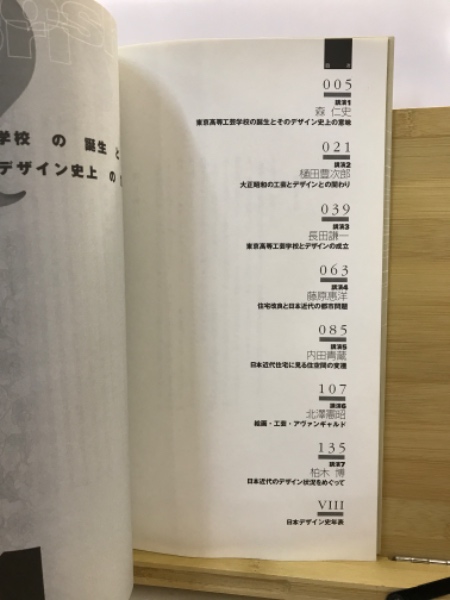 学校 の 誕生 と
デザイン史上 の
目次
005
講演1
森 仁史
東京高等工芸学校の誕生とそのデザイン史上の意味
021
講演2
樋田豊次郎
大正昭和の工芸とデザインとの関わり
039
講演3
長田謙一
東京高等工芸学校とデザインの成立
063
講演4
藤原惠洋
住宅改良と日本近代の都市問題
085
講演5
内田青蔵
日本近代住宅に見る住空間の変遷
107
講演6
北澤憲昭
絵画・工芸・アヴァンギャルド
135
講演7
柏木 博
日本近代のデザイン状況をめぐって
VIII
日本デザイン史年表